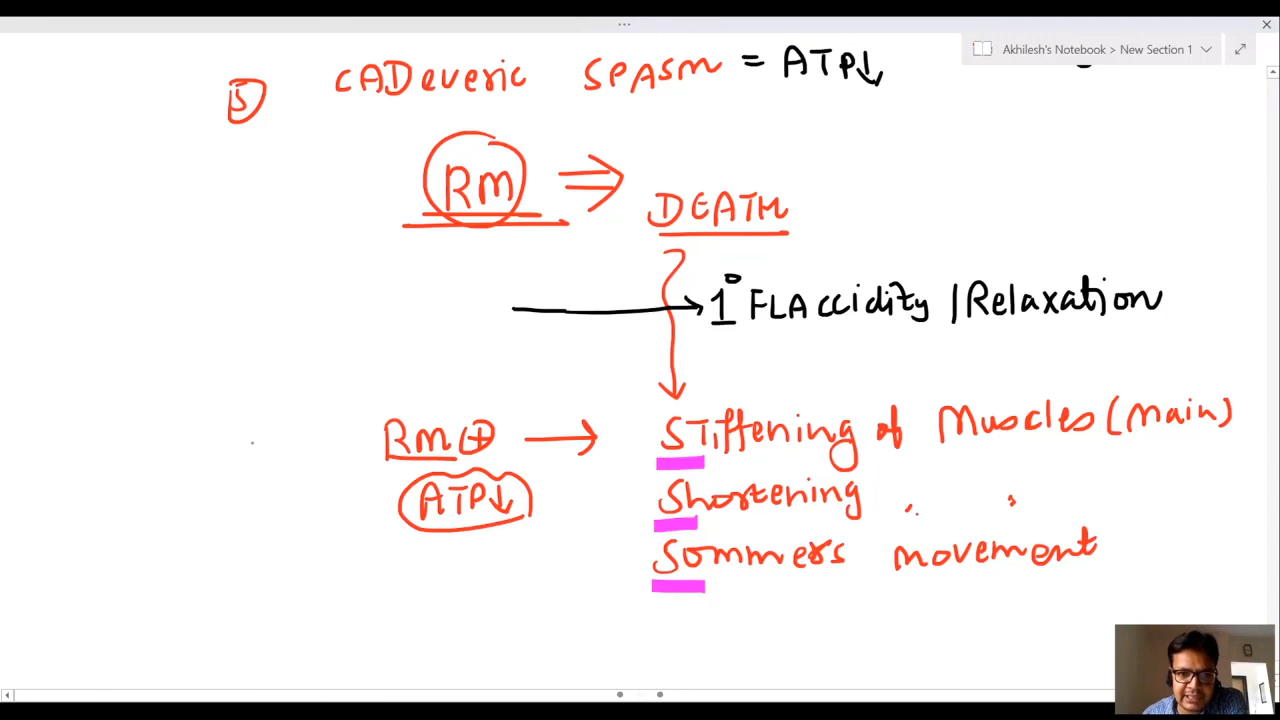 Akhilesh's Notebook > New Section 1
5 CADeveric SPASM = ATP↓
RM ⇒ DEATH
→ 1° FLAccidity / Relaxation
RM⊕ → STiffening of Muscles (Main)
ATP↓ Shortening " "
Sommers movement